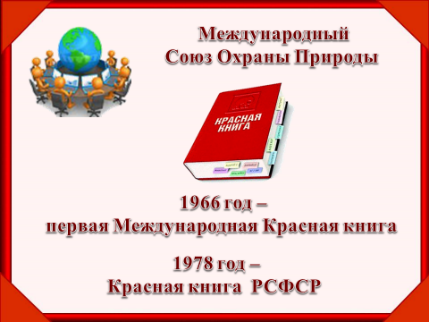 Международный
Союз Охраны Природы
КРАСНАЯ
КНИГА
1966 год –
первая Международная Красная книга
1978 год –
Красная книга РСФСР